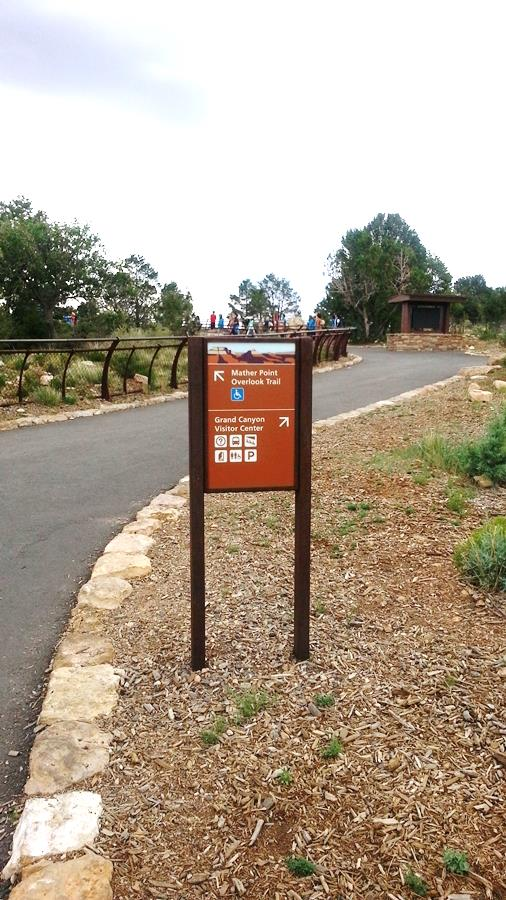 Mather Point
Overlook Trail
Grand Canyon
Visitor Center
? 
P